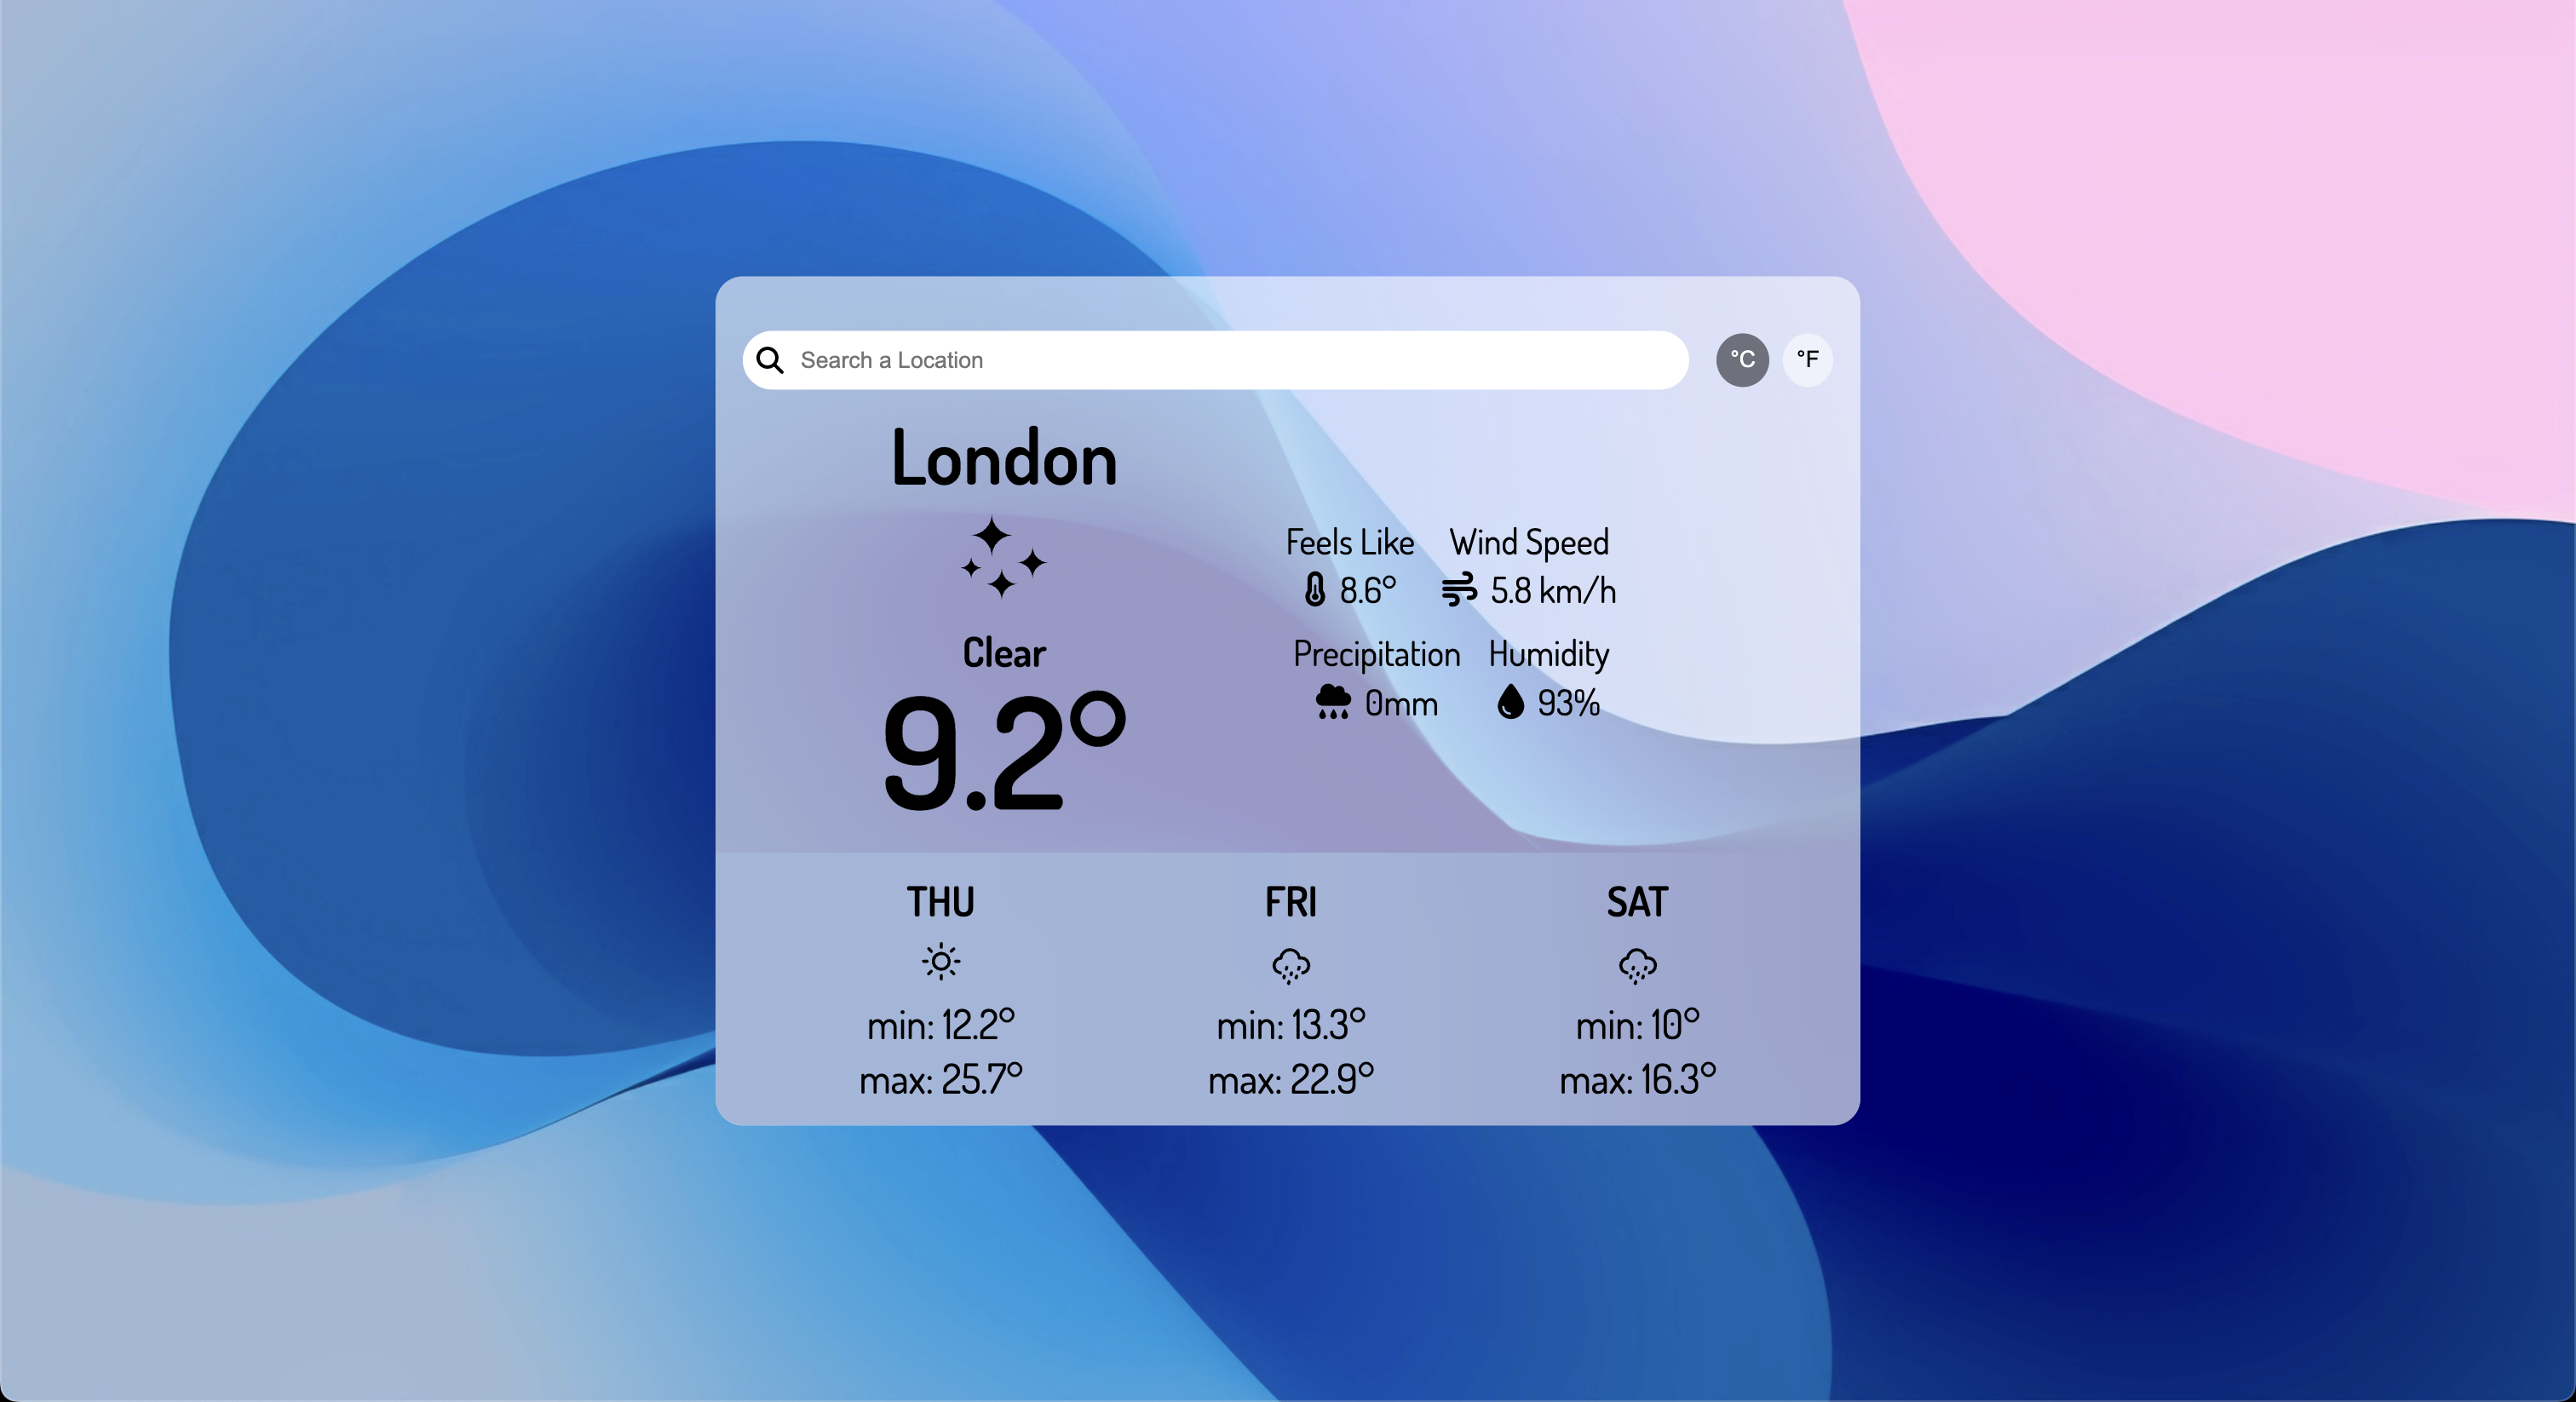 Search a Location
°C °F
London
Clear
9.2°
Feels Like Wind Speed
8.6° 5.8 km/h
Precipitation Humidity
0mm 93%
THU FRI SAT
min: 12.2° min: 13.3° min: 10°
max: 25.7° max: 22.9° max: 16.3°